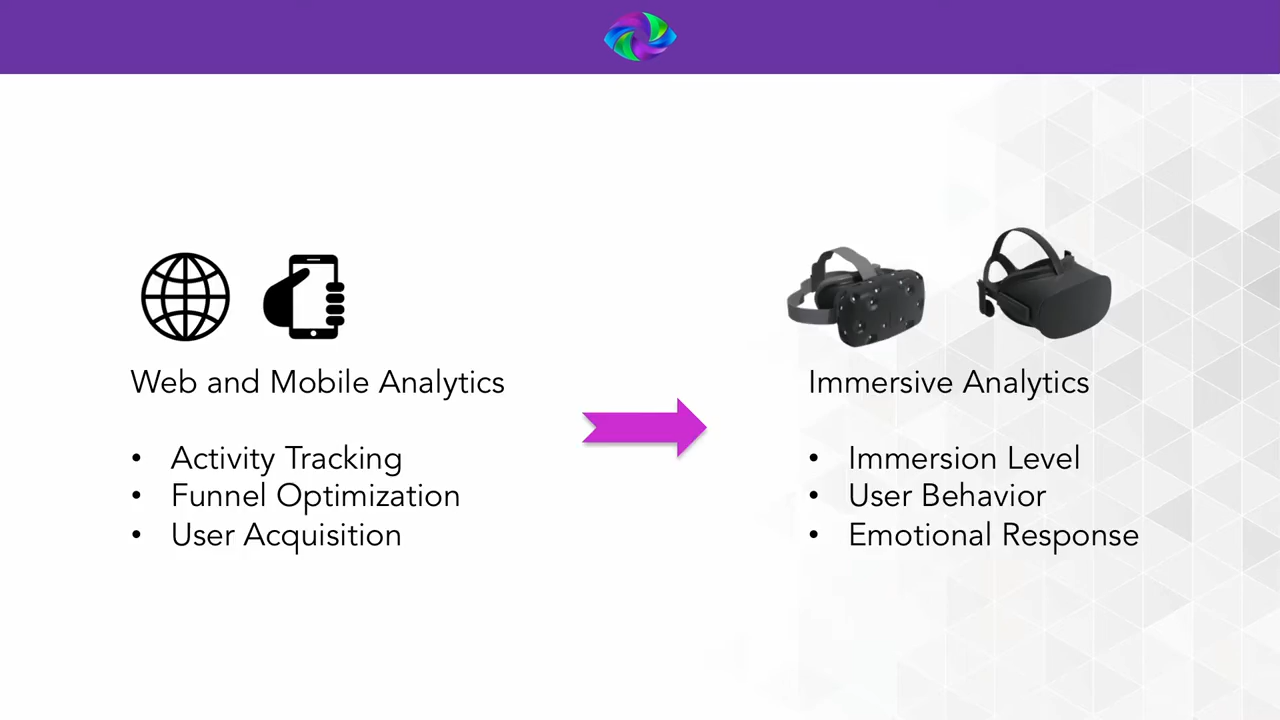 Web and Mobile Analytics
• Activity Tracking
• Funnel Optimization
• User Acquisition
Immersive Analytics
• Immersion Level
• User Behavior
• Emotional Response